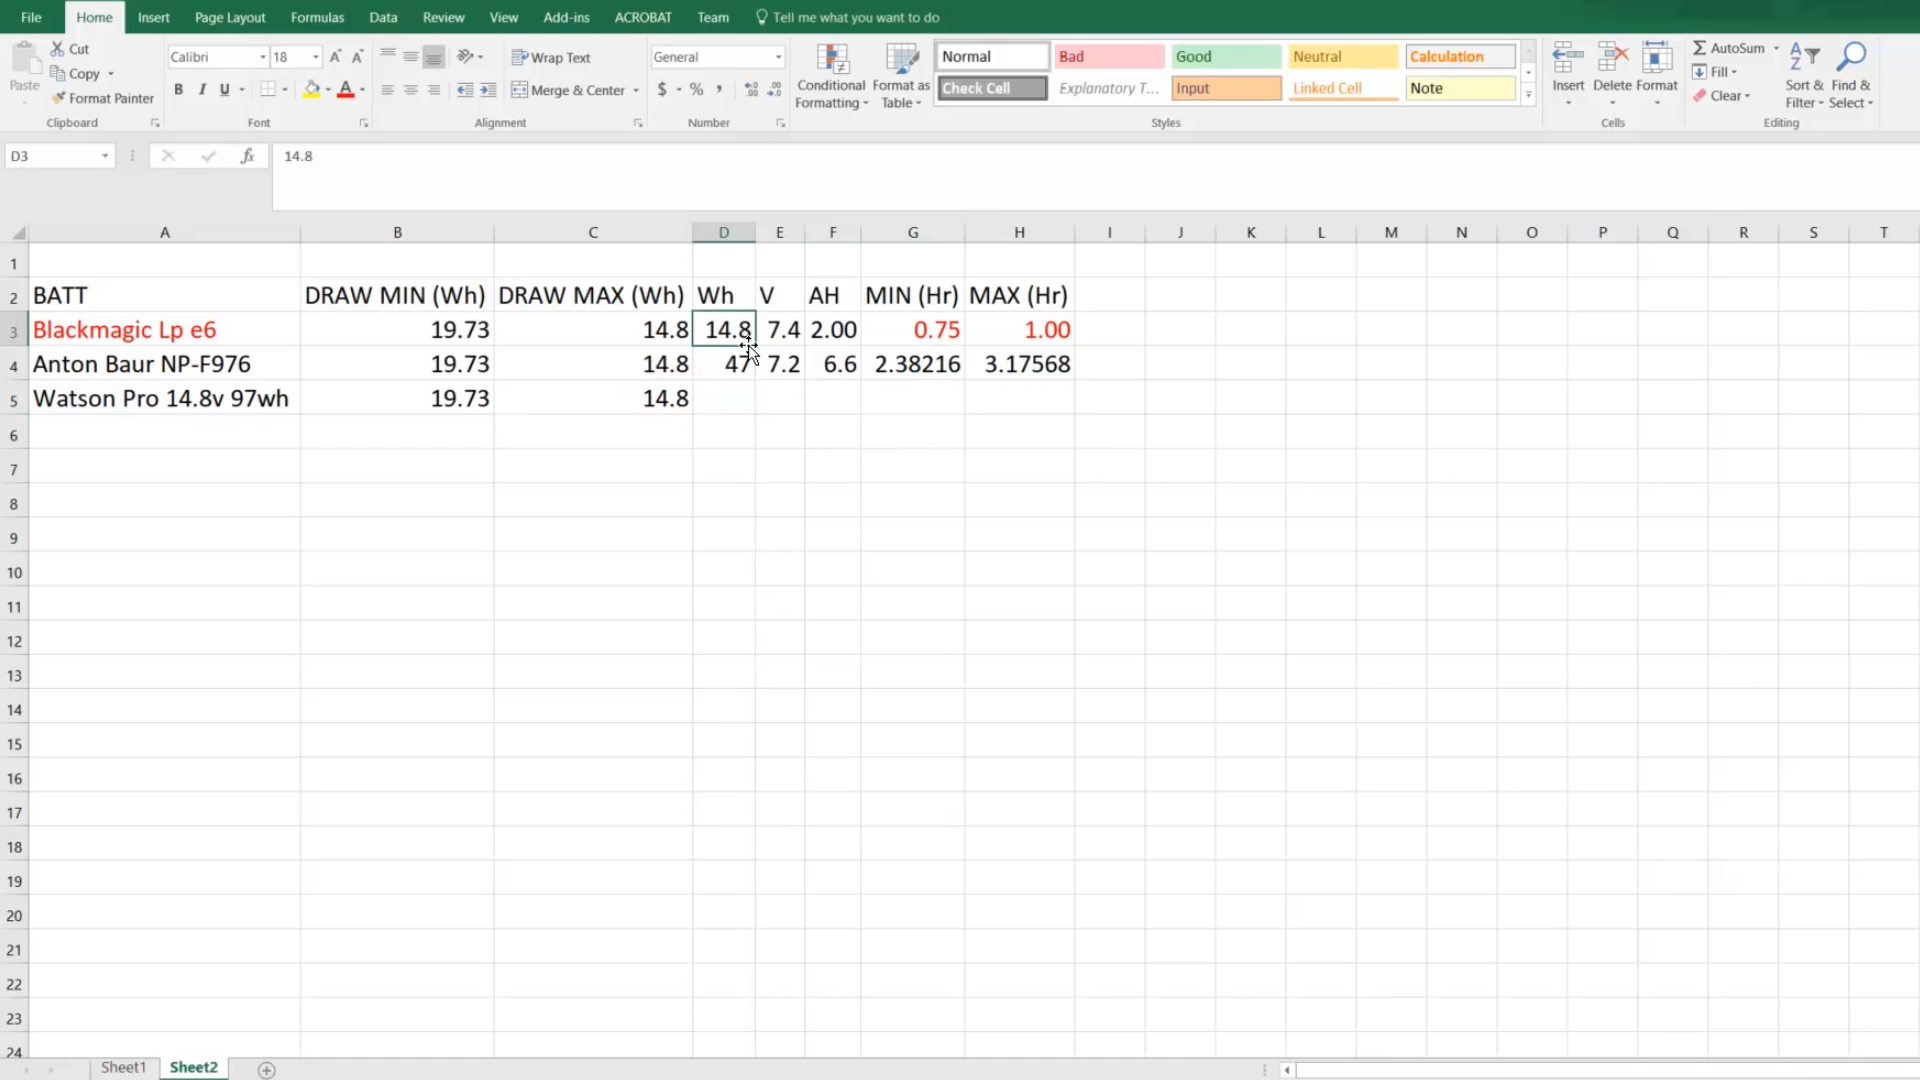 File Home Insert Page Layout Formulas Data Review View Add-ins ACROBAT Team Tell me what you want to do
Paste Cut Copy Format Painter
Calibri 18 A A B I U A
Wrap Text Merge & Center
General $ % ,
Conditional Formatting Format as Table
Normal Bad Good Neutral Calculation
Check Cell Explanatory T... Input Linked Cell Note
Insert Delete Format
AutoSum Fill Clear
Sort & Filter Find & Select
Clipboard Font Alignment Number Styles Cells Editing
D3 fx 14.8
A B C D E F G H I J K L M N O P Q R S T
1
2 BATT DRAW MIN (Wh) DRAW MAX (Wh) Wh V AH MIN (Hr) MAX (Hr)
3 Blackmagic Lp e6 19.73 14.8 14.8 7.4 2.00 0.75 1.00
4 Anton Baur NP-F976 19.73 14.8 47 7.2 6.6 2.38216 3.17568
5 Watson Pro 14.8v 97wh 19.73 14.8
6
7
8
9
10
11
12
13
14
15
16
17
18
19
20
21
22
23
24
Sheet1 Sheet2